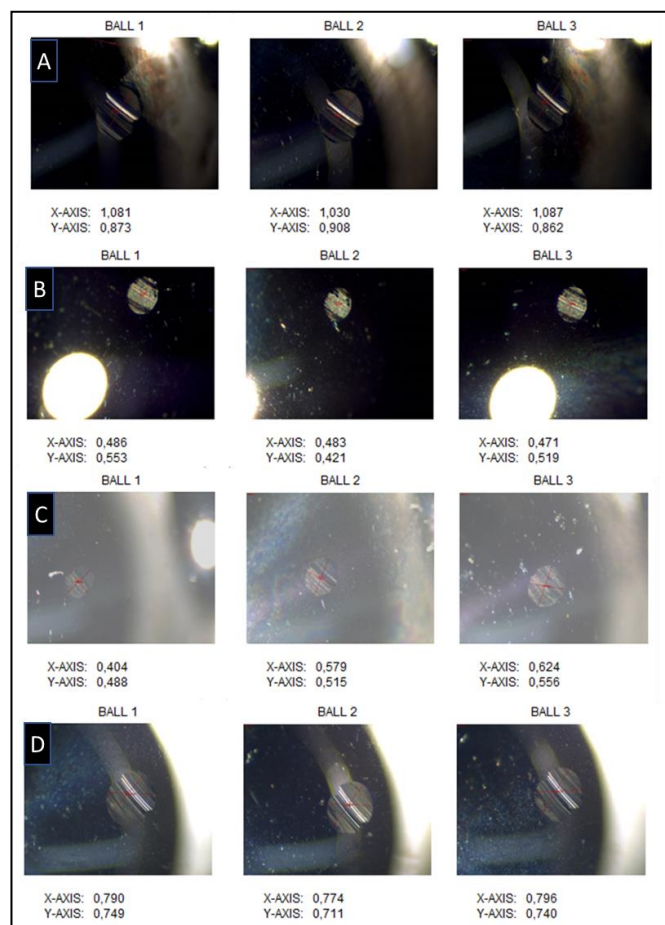 BALL 1 BALL 2 BALL 3
A
X-AXIS: 1,081 X-AXIS: 1,030 X-AXIS: 1,087
Y-AXIS: 0,873 Y-AXIS: 0,908 Y-AXIS: 0,862
BALL 1 BALL 2 BALL 3
B
X-AXIS: 0,486 X-AXIS: 0,483 X-AXIS: 0,471
Y-AXIS: 0,553 Y-AXIS: 0,421 Y-AXIS: 0,519
BALL 1 BALL 2 BALL 3
C
X-AXIS: 0,404 X-AXIS: 0,579 X-AXIS: 0,624
Y-AXIS: 0,488 Y-AXIS: 0,515 Y-AXIS: 0,556
BALL 1 BALL 2 BALL 3
D
X-AXIS: 0,790 X-AXIS: 0,774 X-AXIS: 0,796
Y-AXIS: 0,749 Y-AXIS: 0,711 Y-AXIS: 0,740